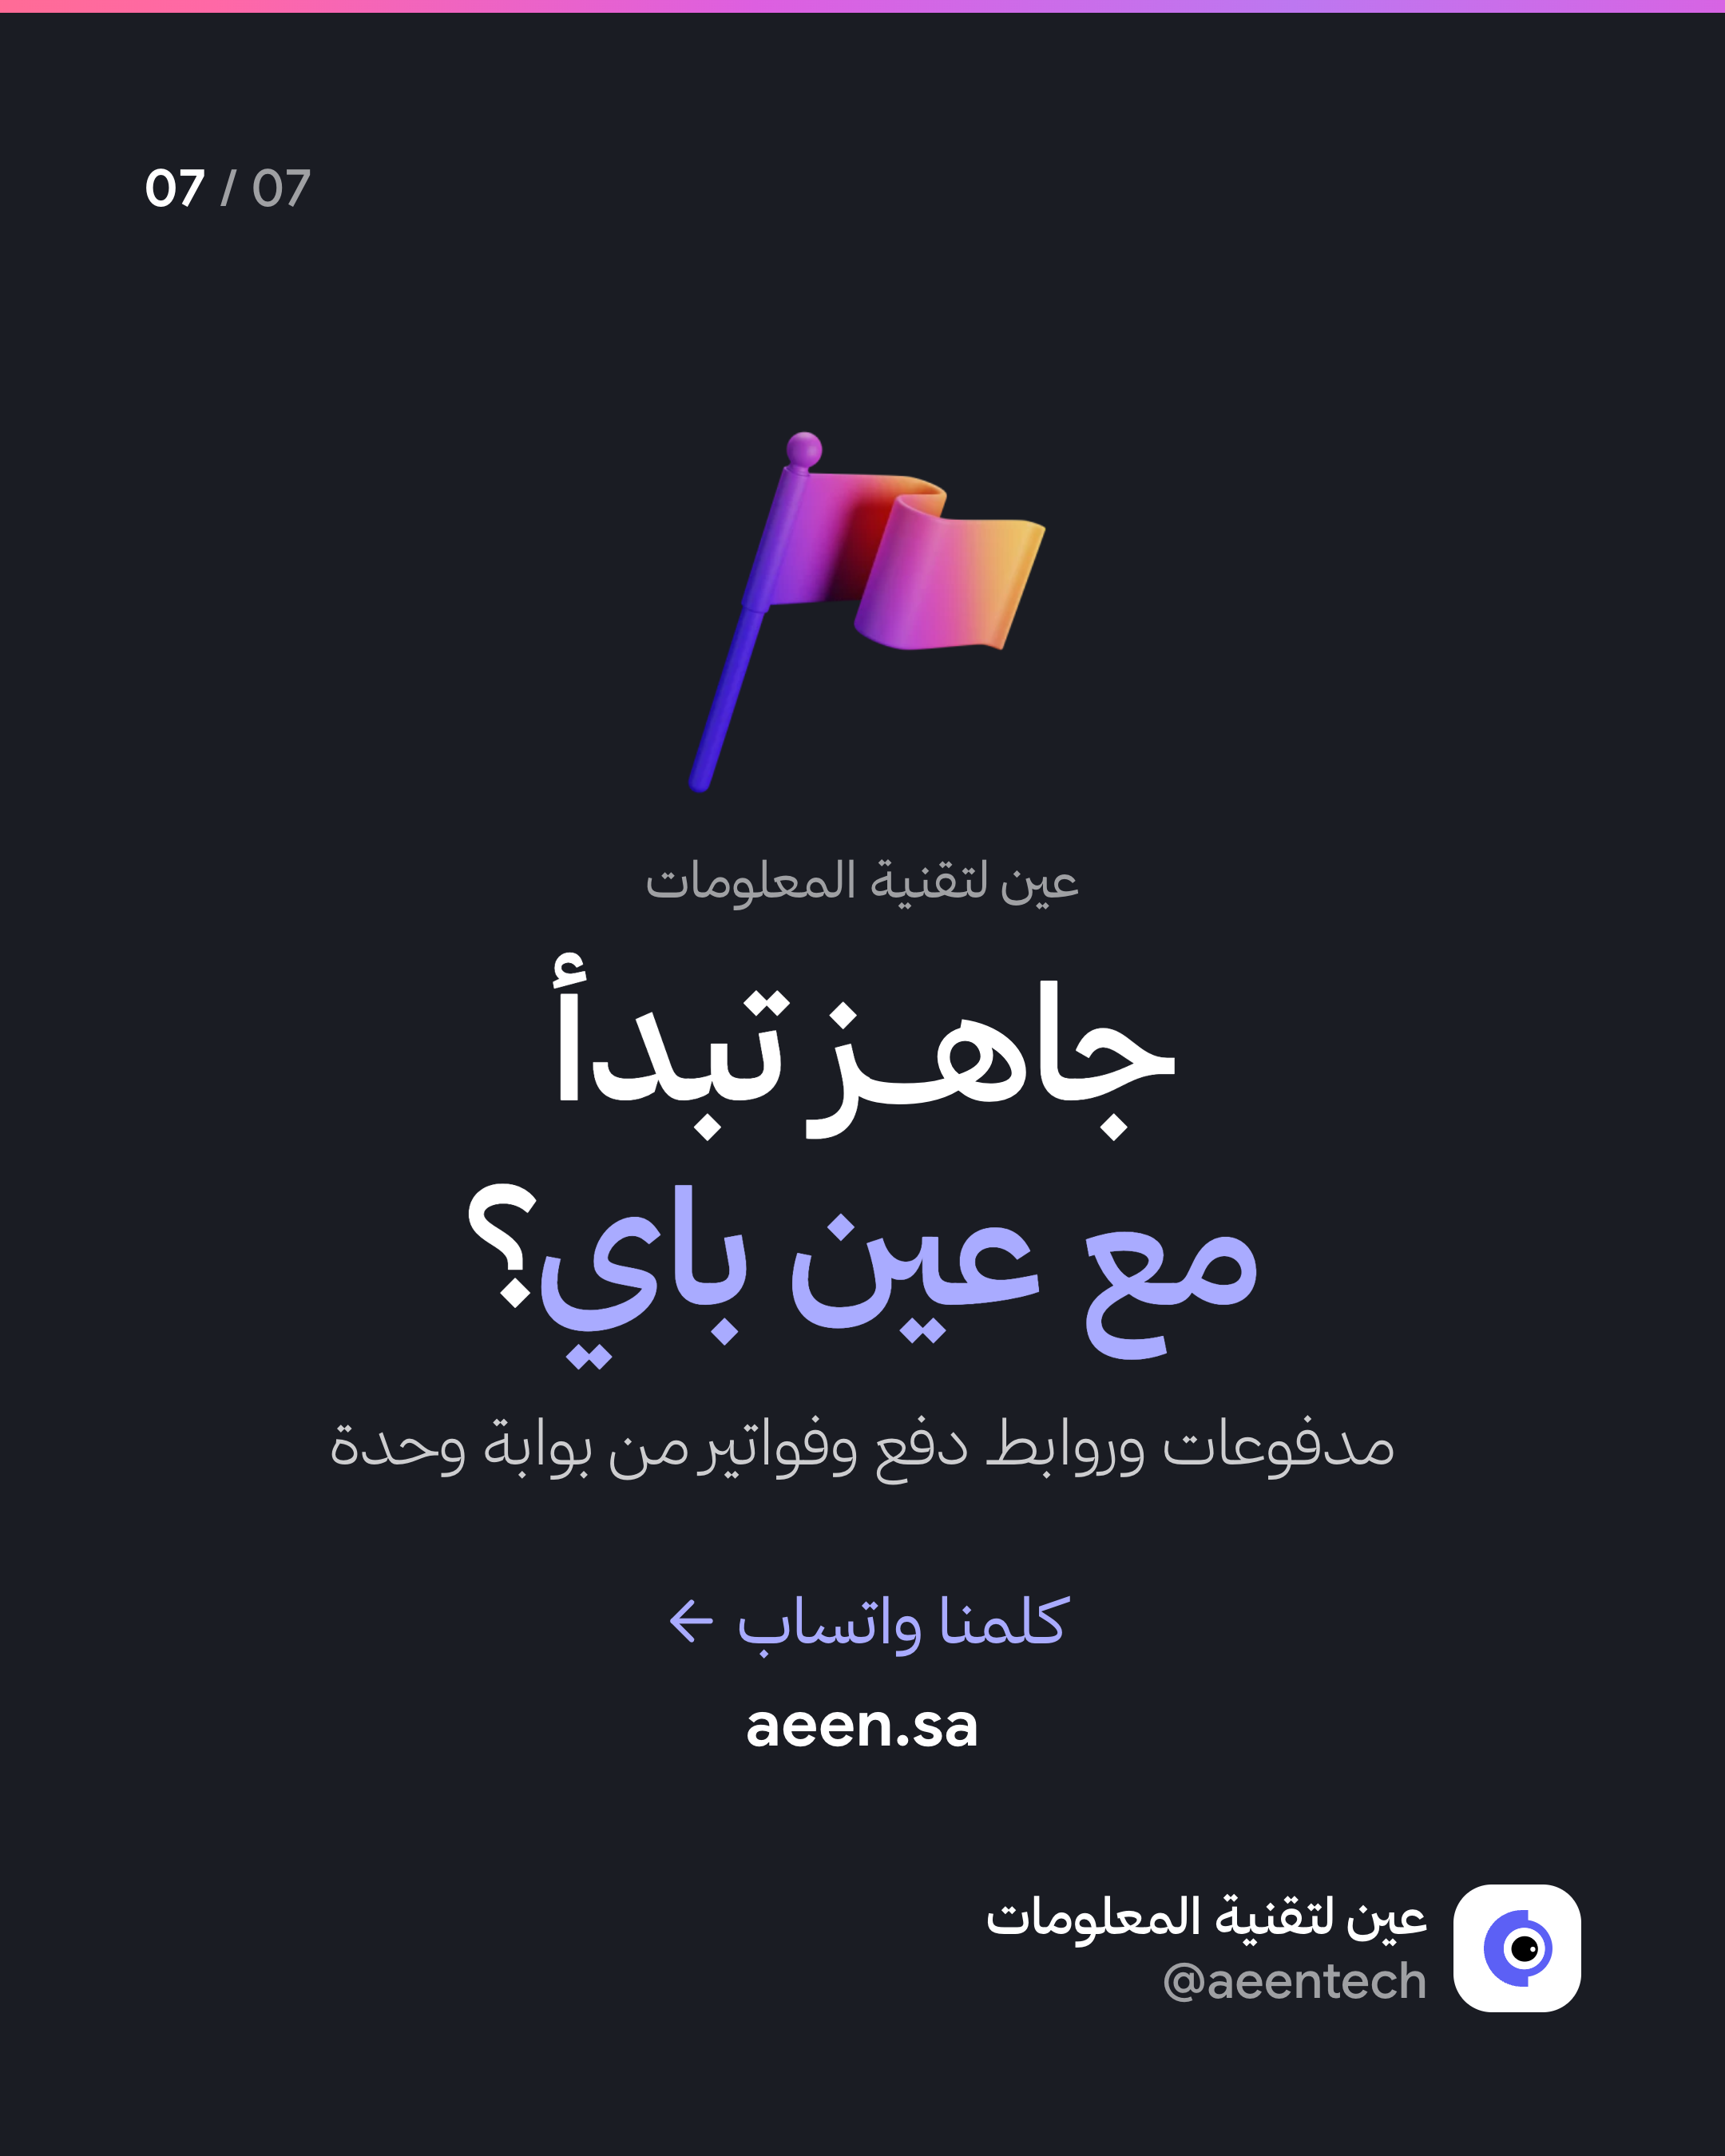 07 / 07
عين لتقنية المعلومات
جاهز تبدأ
مع عين باي؟
مدفوعات وروابط دفع وفواتير من بوابة وحدة
كلمنا واتساب ←
aeen.sa
عين لتقنية المعلومات
@aeentech